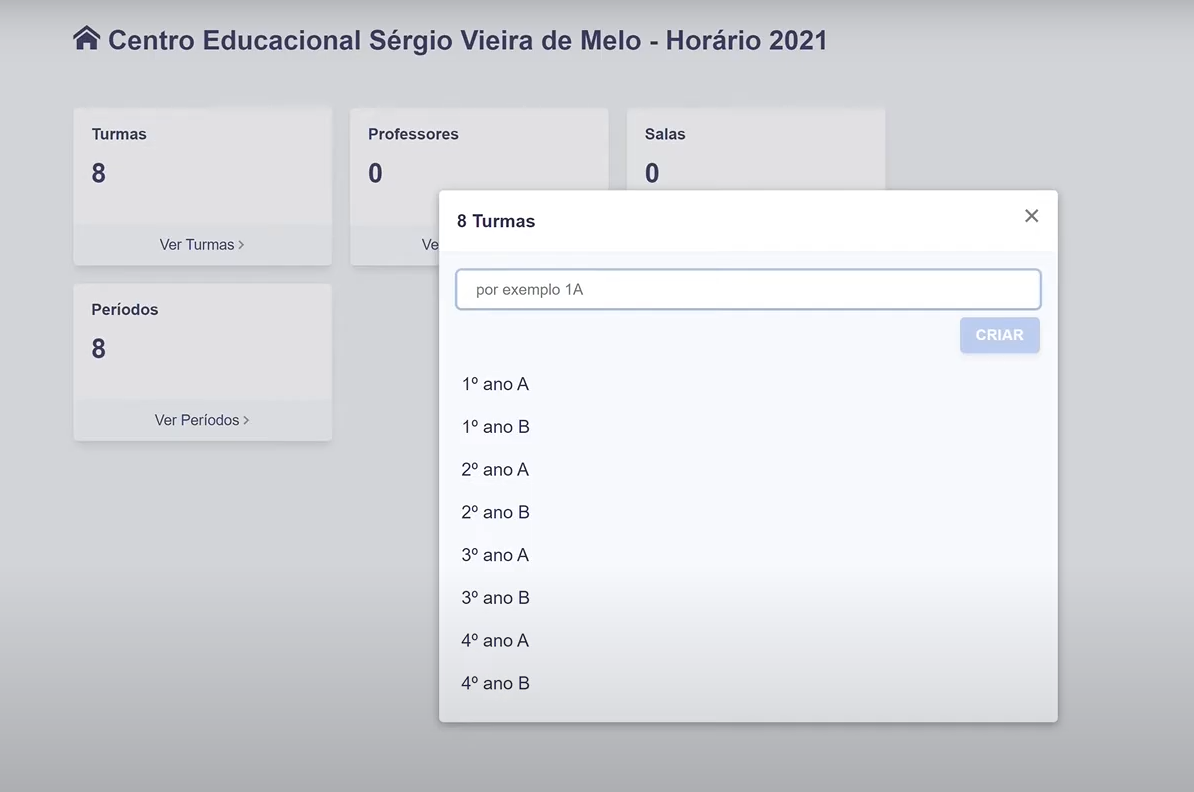 Centro Educacional Sérgio Vieira de Melo - Horário 2021
Turmas
8
Ver Turmas >
Professores
0
Ve
Salas
0
Períodos
8
Ver Períodos >
8 Turmas
por exemplo 1A
CRIAR
1º ano A
1º ano B
2º ano A
2º ano B
3º ano A
3º ano B
4º ano A
4º ano B